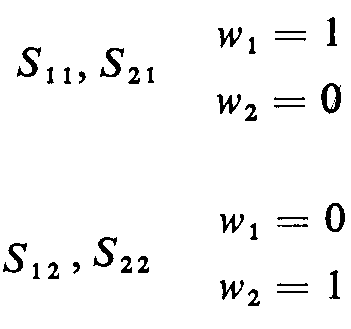 S₁₁, S₂₁ w₁ = 1
w₂ = 0
S₁₂, S₂₂ w₁ = 0
w₂ = 1